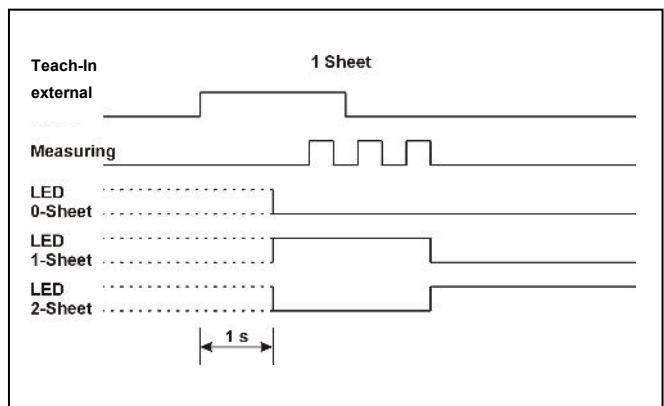 Teach-In
external
1 Sheet
Measuring
LED
0-Sheet
LED
1-Sheet
LED
2-Sheet
1 s